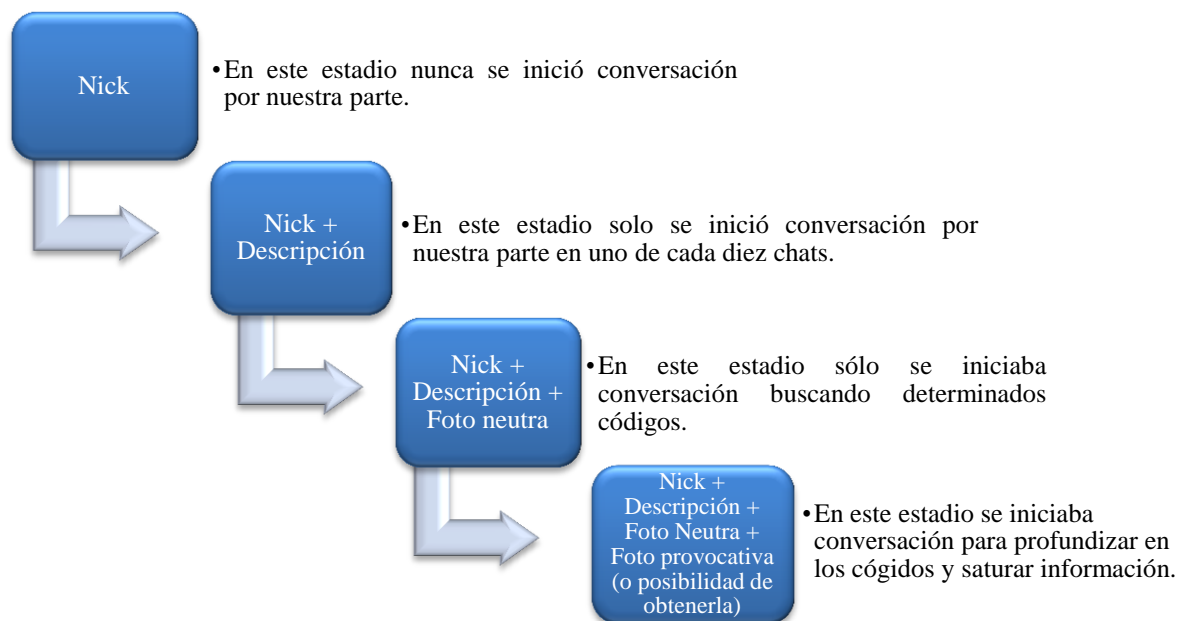 Nick
•En este estadio nunca se inició conversación
por nuestra parte.
Nick +
Descripción
•En este estadio solo se inició conversación por
nuestra parte en uno de cada diez chats.
Nick +
Descripción +
Foto neutra
•En este estadio sólo se iniciaba
conversación buscando determinados
códigos.
Nick +
Descripción +
Foto Neutra +
Foto provocativa
(o posibilidad de
obtenerla)
•En este estadio se iniciaba
conversación para profundizar en
los cógidos y saturar información.